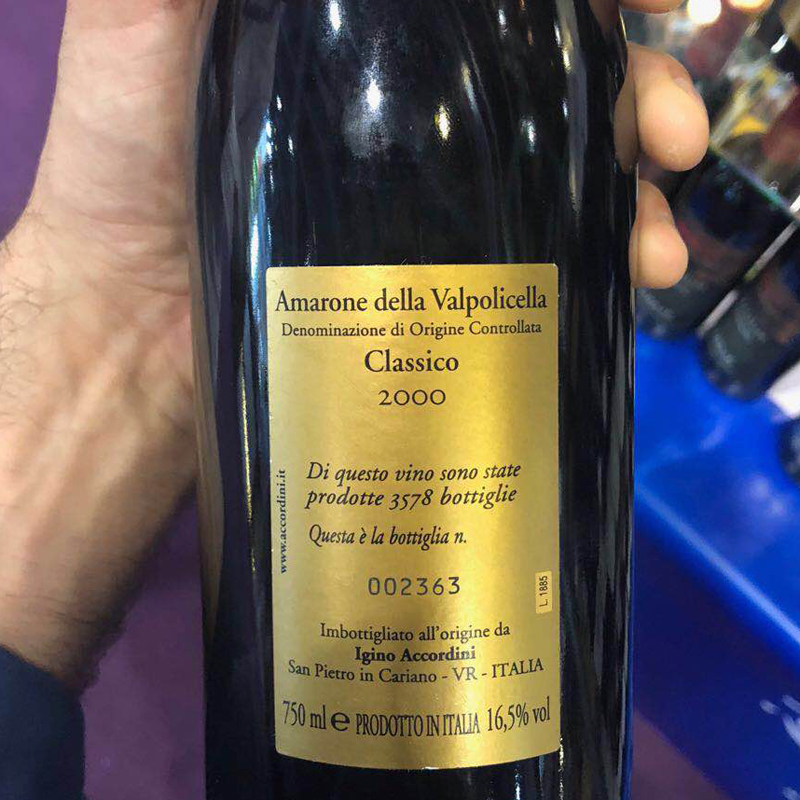 Amarone della Valpolicella
Denominazione di Origine Controllata
Classico
2000
Di questo vino sono state
prodotte 3578 bottiglie
Questa è la bottiglia n.
002363
www.accordini.it
L. 1885
Imbottigliato all'origine da
Igino Accordini
San Pietro in Cariano - VR - ITALIA
750 ml e PRODOTTO IN ITALIA 16,5% vol